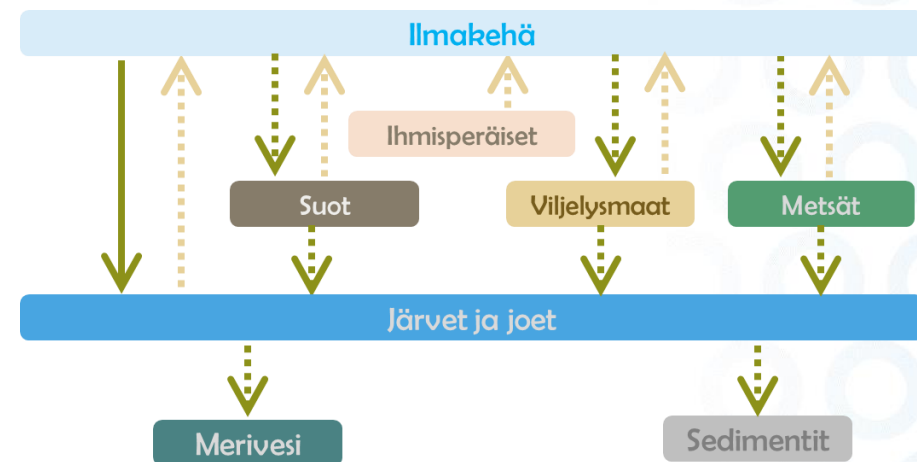 Ilmakehä
Ihmisperäiset
Suot
Viljelysmaat
Metsät
Järvet ja joet
Merivesi
Sedimentit